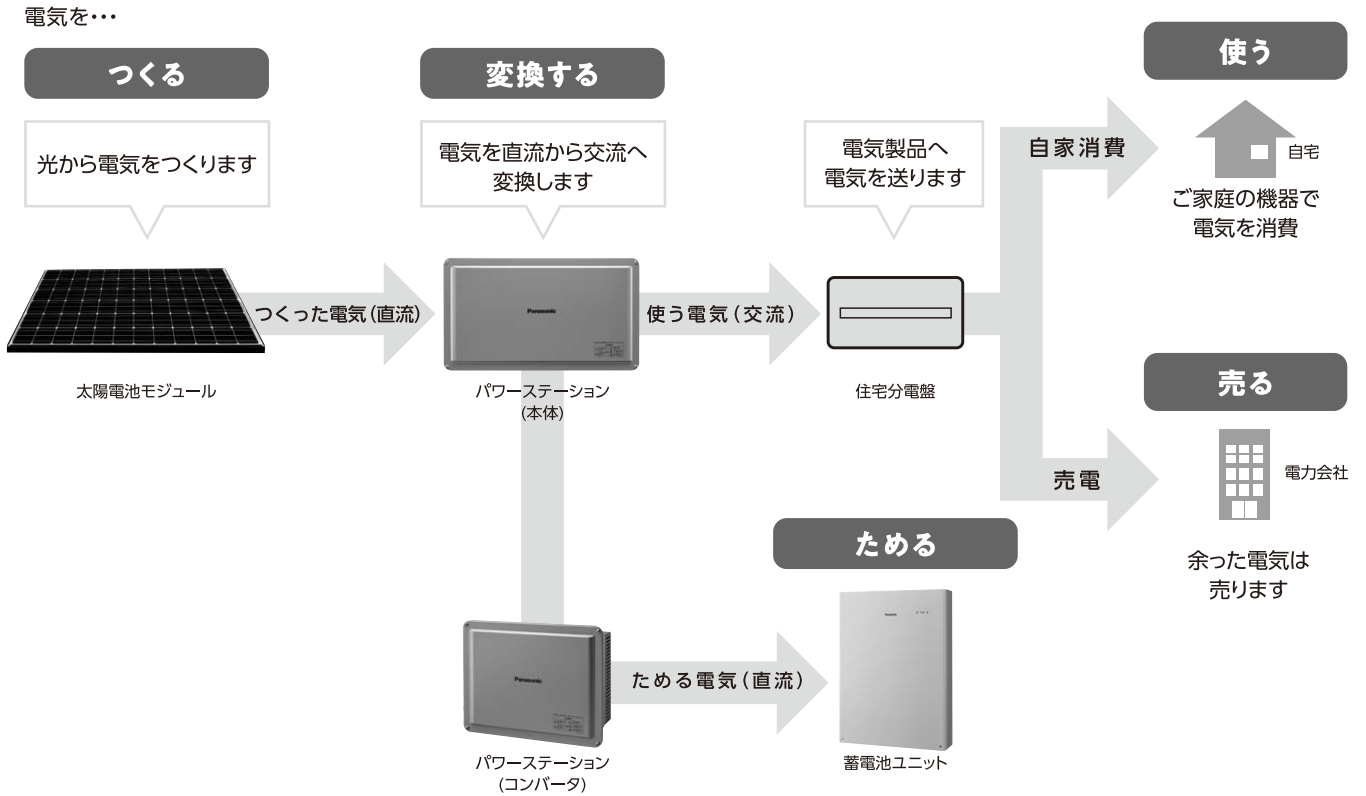 電気を・・・
つくる
変換する
使う
光から電気をつくります
電気を直流から交流へ
変換します
電気製品へ
電気を送ります
自家消費
自宅
ご家庭の機器で
電気を消費
つくった電気(直流)
Panasonic
使う電気(交流)
太陽電池モジュール
パワーステーション
(本体)
住宅分電盤
売る
売電
電力会社
余った電気は
売ります
ためる
Panasonic
Panasonic
ためる電気(直流)
パワーステーション
(コンバータ)
蓄電池ユニット